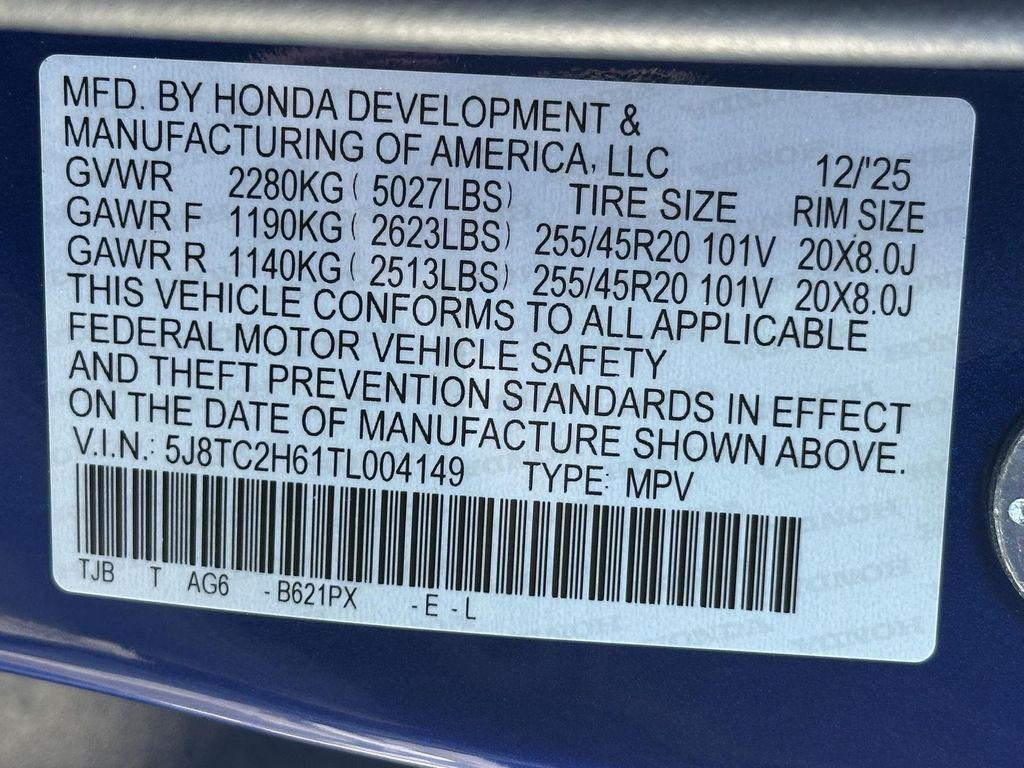 MFD. BY HONDA DEVELOPMENT &
MANUFACTURING OF AMERICA, LLC 12/'25
GVWR 2280KG ( 5027LBS) TIRE SIZE RIM SIZE
GAWR F 1190KG ( 2623LBS) 255/45R20 101V 20X8.0J
GAWR R 1140KG ( 2513LBS) 255/45R20 101V 20X8.0J
THIS VEHICLE CONFORMS TO ALL APPLICABLE
FEDERAL MOTOR VEHICLE SAFETY
AND THEFT PREVENTION STANDARDS IN EFFECT
ON THE DATE OF MANUFACTURE SHOWN ABOVE.
V.I.N.: 5J8TC2H61TL004149 TYPE: MPV
TJB T AG6 - B621PX - E - L